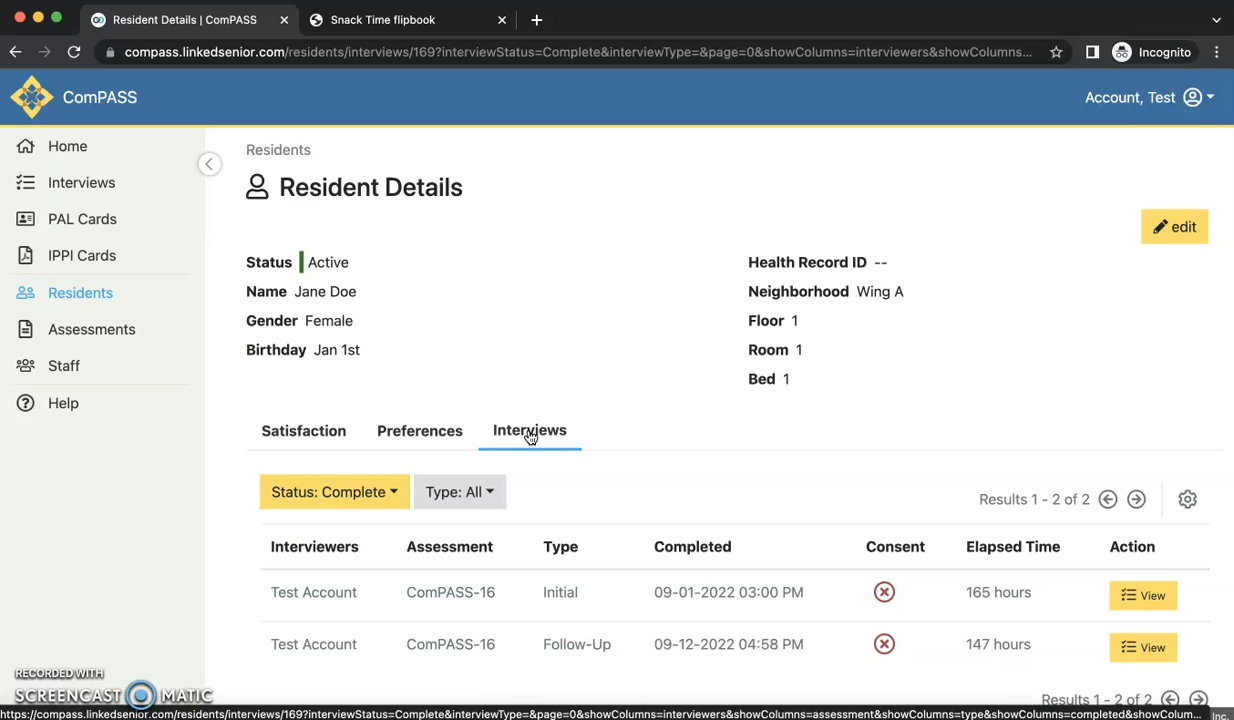 Resident Details | ComPASS
Snack Time flipbook
compass.linkedsenior.com/residents/interviews/169?interviewStatus=Complete&interviewType=&page=0&showColumns=interviewers&showColumns...
Incognito
ComPASS
Account, Test
Home
Interviews
PAL Cards
IPPI Cards
Residents
Assessments
Staff
Help
Residents
Resident Details
edit
Status Active
Name Jane Doe
Gender Female
Birthday Jan 1st
Health Record ID --
Neighborhood Wing A
Floor 1
Room 1
Bed 1
Satisfaction Preferences Interviews
Status: Complete Type: All Results 1 - 2 of 2
Interviewers Assessment Type Completed Consent Elapsed Time Action
Test Account ComPASS-16 Initial 09-01-2022 03:00 PM 165 hours View
Test Account ComPASS-16 Follow-Up 09-12-2022 04:58 PM 147 hours View
Results 1 - 2 of 2
RECORDED WITH
SCREENCAST MATIC
https://compass.linkedsenior.com/residents/interviews/169?interviewStatus=Complete&interviewType=&page=0&showColumns=interviewers&showColumns=assessment&showColumns=type&showColumns=completed&showColum...
Inc.